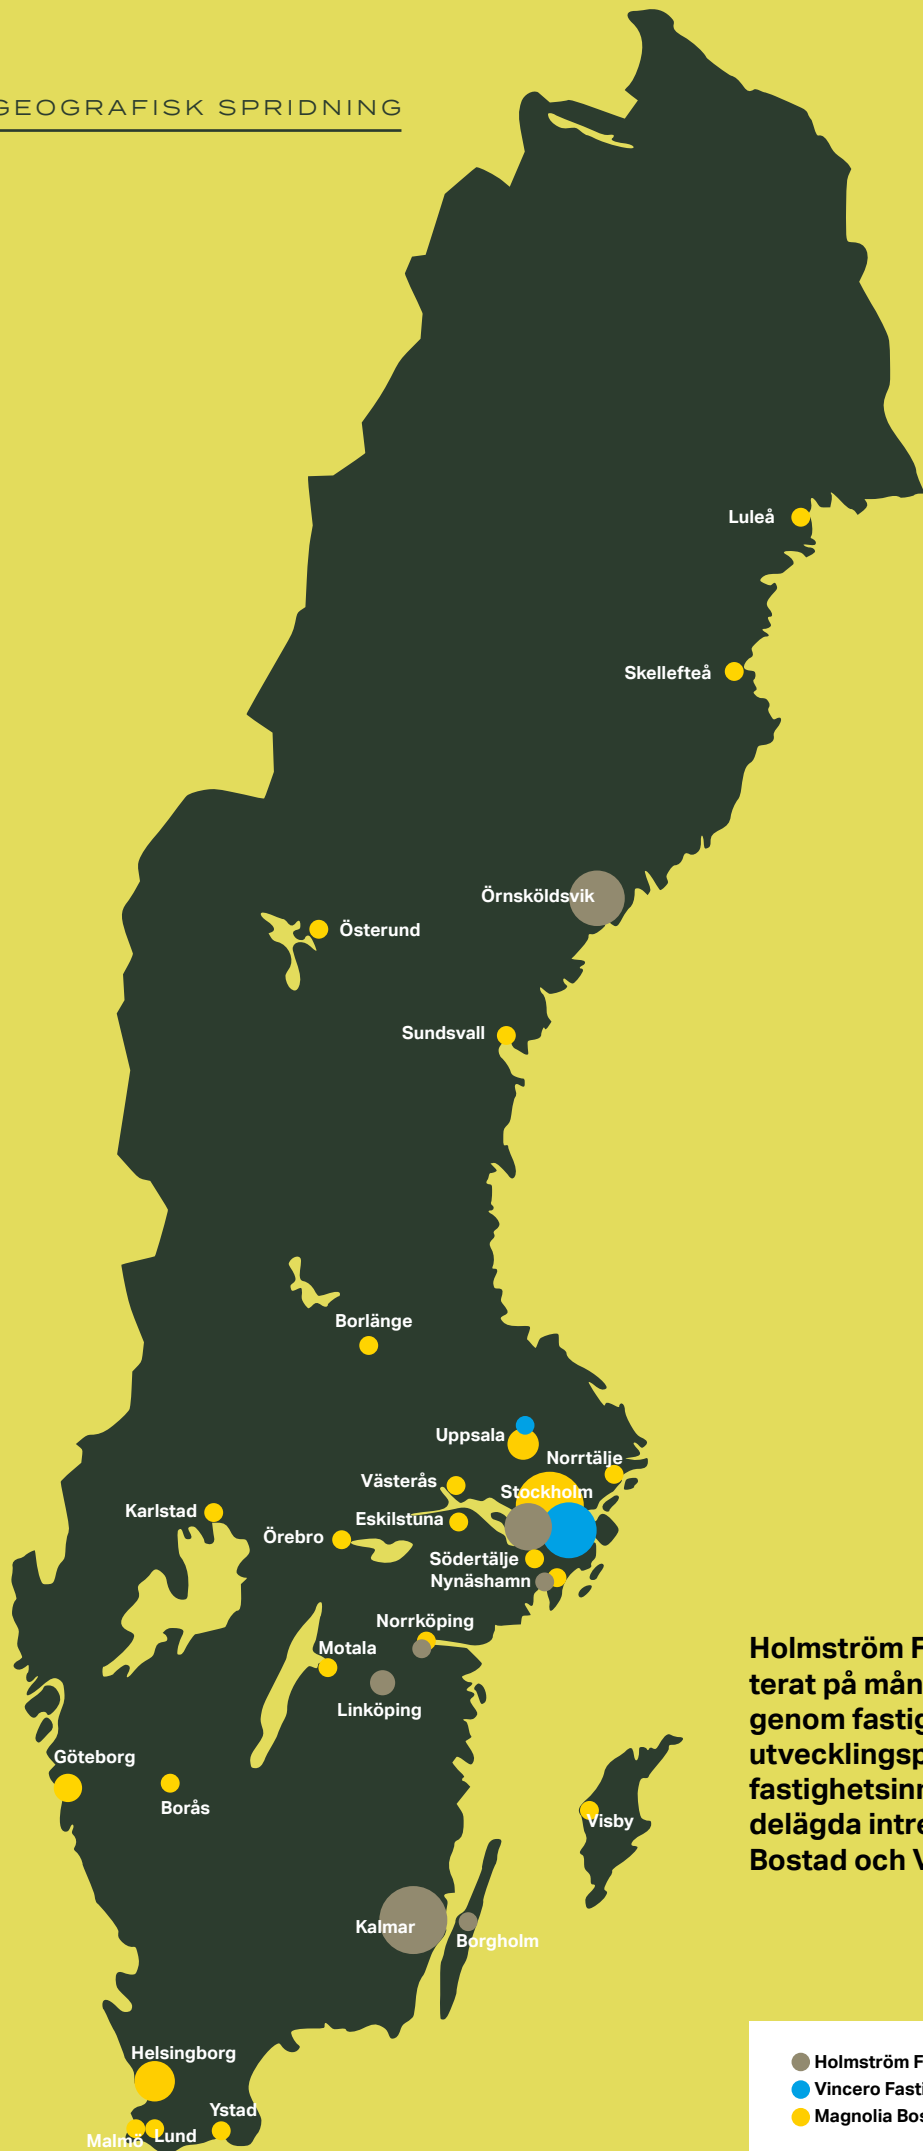 GEOGRAFISK SPRIDNING
Luleå
Skellefteå
Örnsköldsvik
Österund
Sundsvall
Borlänge
Uppsala
Norrtälje
Västerås
Stockholm
Karlstad
Eskilstuna
Örebro
Södertälje
Nynäshamn
Norrköping
Motala
Linköping
Göteborg
Borås
Visby
Kalmar
Borgholm
Helsingborg
Ystad
Malmö
Lund
Holmström F
terat på mån
genom fastig
utvecklingsp
fastighetsinn
delägda intre
Bostad och V
Holmström F
Vincero Fasti
Magnolia Bos